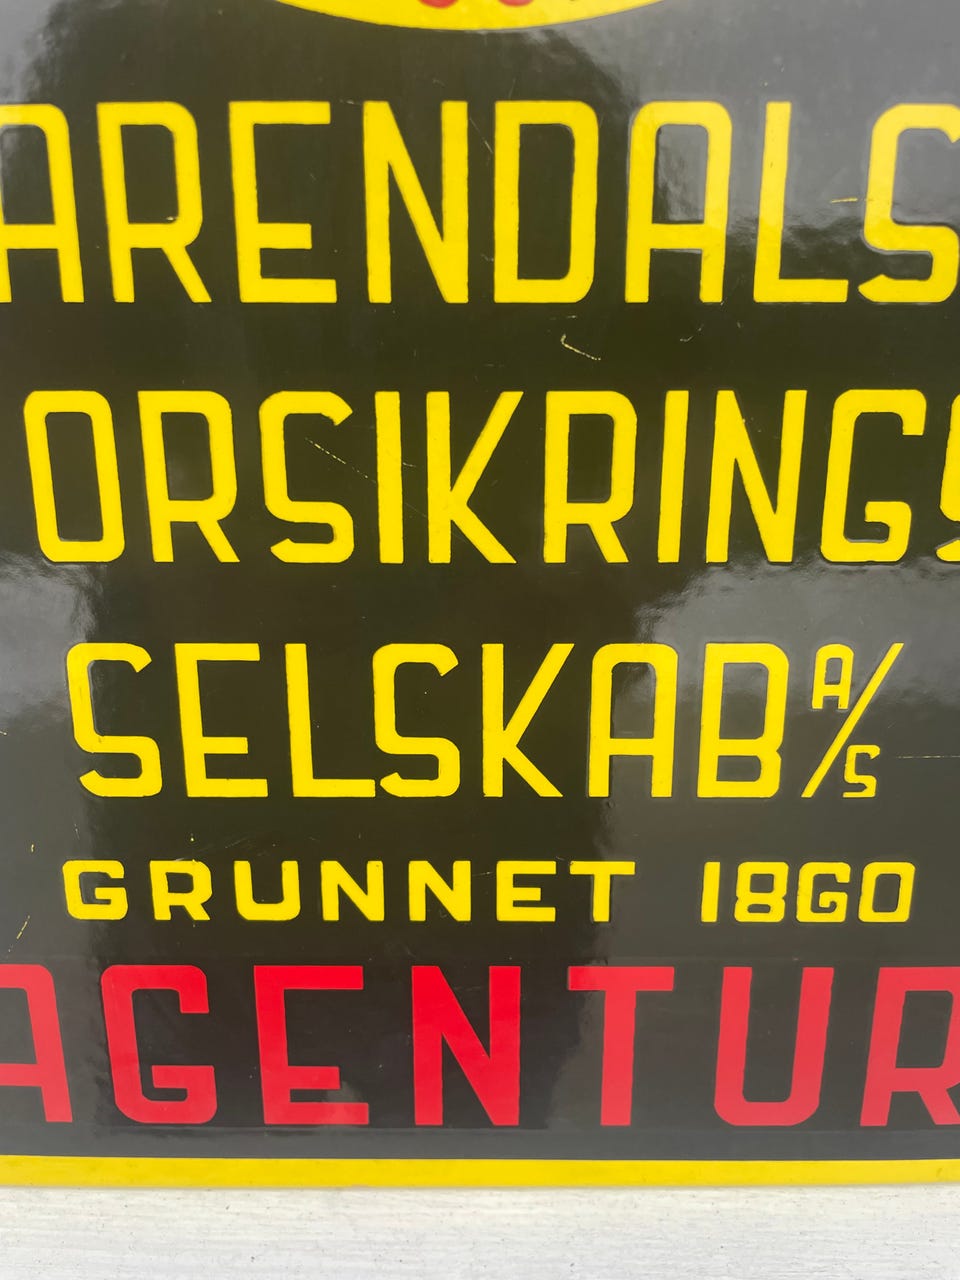 ARENDALS
ORSIKRINGS
SELSKAB A/S
GRUNNET 1860
AGENTUR